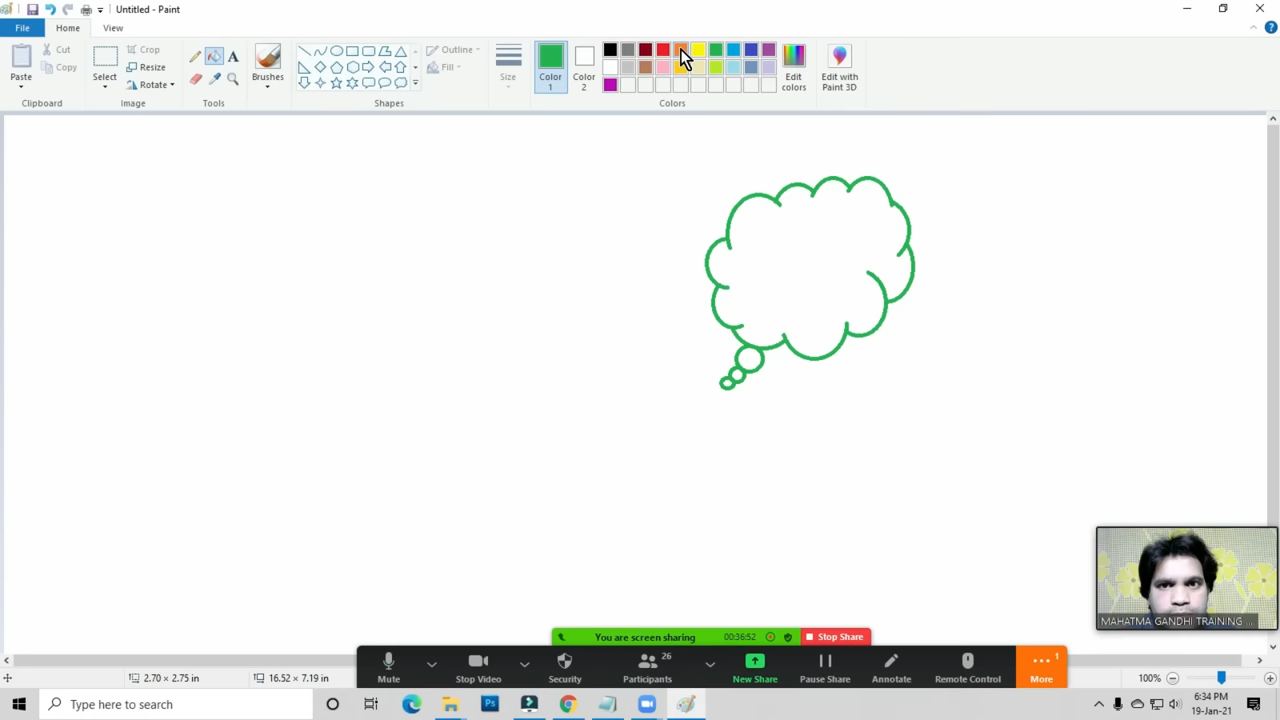 Untitled - Paint
File
Home
View
Paste
Cut
Copy
Clipboard
Select
Crop
Resize
Rotate
Image
A
Tools
Brushes
Outline
Fill
Shapes
Size
Color 1
Color 2
Edit colors
Colors
Edit with Paint 3D
MAHATMA GANDHI TRAINING ...
You are screen sharing
00:36:52
Stop Share
Mute
Stop Video
Security
26
Participants
New Share
Pause Share
Annotate
Remote Control
1
More
2.70 × 2.75 in
16.52 × 7.19 in
100%
Type here to search
Ps
6:34 PM
19-Jan-21